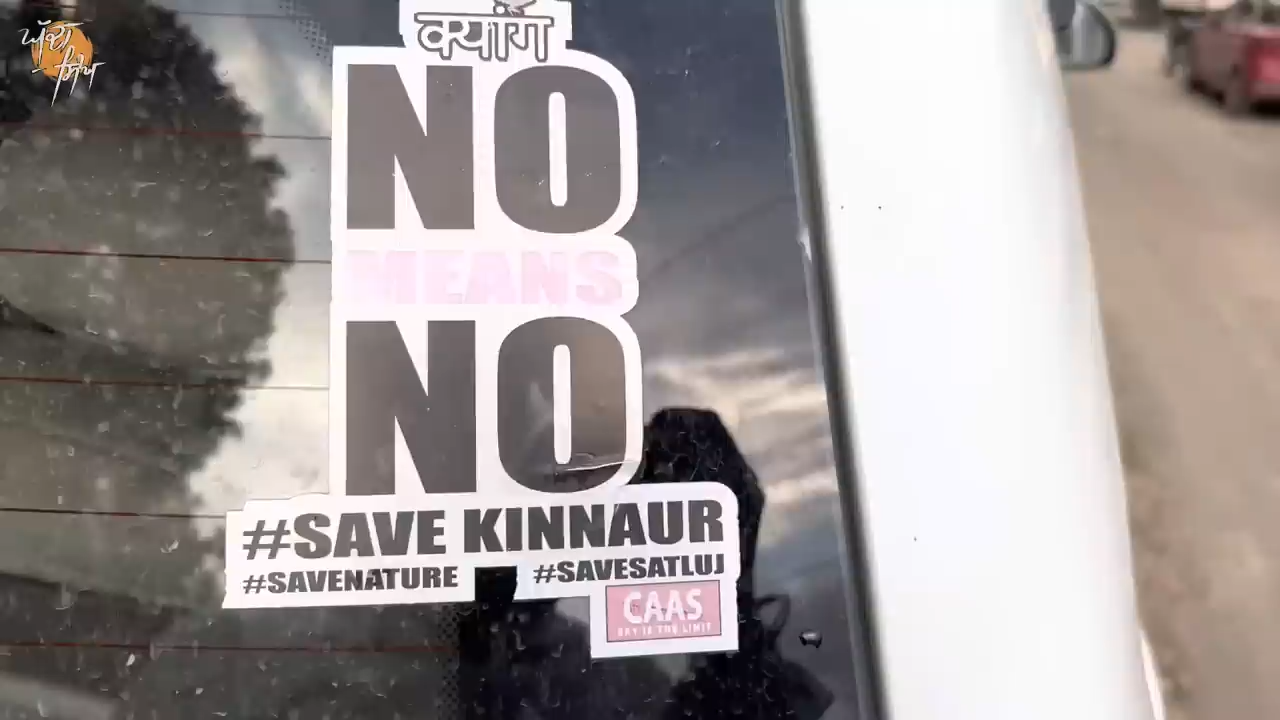 क्यांग
NO
MEANS
NO
#SAVE KINNAUR
#SAVENATURE #SAVESATLUJ
CAAS
SKY IS THE LIMIT